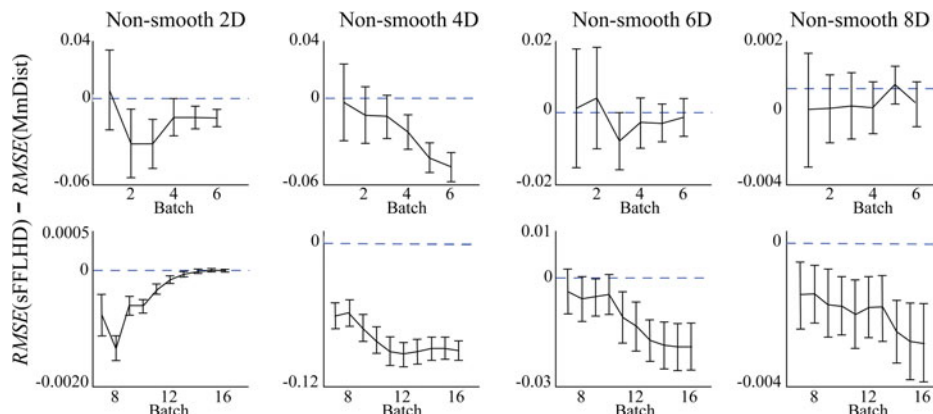 Non-smooth 2D Non-smooth 4D Non-smooth 6D Non-smooth 8D
RMSE(sFFLHD) − RMSE(MmDist)
0.04
0
-0.06
2 4 6
Batch
0.04
0
-0.06
2 4 6
Batch
0.02
0
-0.02
2 4 6
Batch
0.002
0
-0.004
2 4 6
Batch
0.0005
0
-0.0020
8 12 16
Batch
0
-0.12
8 12 16
Batch
0.01
0
-0.03
8 12 16
Batch
0
-0.004
8 12 16
Batch